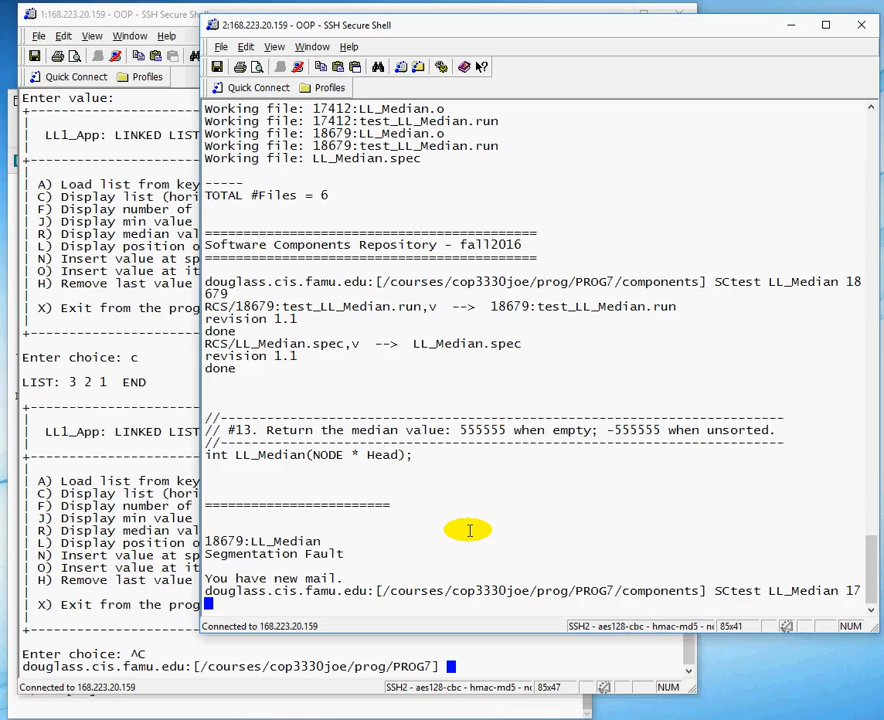 1:168.223.20.159 - OOP - SSH Secure Shell
File Edit View Window Help
Quick Connect Profiles
Enter value:
+-----------------------
|
|   LL1_App: LINKED LIST
|
+-----------------------
|
| A) Load list from key
| C) Display list (hori
| F) Display number of
| J) Display min value
| R) Display median val
| L) Display position o
| N) Insert value at sp
| O) Insert value at it
| H) Remove last value
|
| X) Exit from the prog
|
+-----------------------
Enter choice: c
LIST: 3 2 1  END
+-----------------------
|
|   LL1_App: LINKED LIST
|
+-----------------------
|
| A) Load list from key
| C) Display list (hori
| F) Display number of
| J) Display min value
| R) Display median val
| L) Display position o
| N) Insert value at sp
| O) Insert value at it
| H) Remove last value
|
| X) Exit from the prog
|
+-----------------------
Enter choice: ^C
douglass.cis.famu.edu:[/courses/cop3330joe/prog/PROG7]
Connected to 168.223.20.159
SSH2 - aes128-cbc - hmac-md5 - nc 85x47 NUM
2:168.223.20.159 - OOP - SSH Secure Shell
File Edit View Window Help
Quick Connect Profiles
Working file: 17412:LL_Median.o
Working file: 17412:test_LL_Median.run
Working file: 18679:LL_Median.o
Working file: 18679:test_LL_Median.run
Working file: LL_Median.spec
-----
TOTAL #Files = 6
===========================================
Software Components Repository - fall2016
===========================================
douglass.cis.famu.edu:[/courses/cop3330joe/prog/PROG7/components] SCtest LL_Median 18
679
RCS/18679:test_LL_Median.run,v  -->  18679:test_LL_Median.run
revision 1.1
done
RCS/LL_Median.spec,v  -->  LL_Median.spec
revision 1.1
done
//-------------------------------------------------------------------------
// #13. Return the median value: 555555 when empty; -555555 when unsorted.
//-------------------------------------------------------------------------
int LL_Median(NODE * Head);
========================
18679:LL_Median
Segmentation Fault
You have new mail.
douglass.cis.famu.edu:[/courses/cop3330joe/prog/PROG7/components] SCtest LL_Median 17
Connected to 168.223.20.159
SSH2 - aes128-cbc - hmac-md5 - nc 85x41 NUM